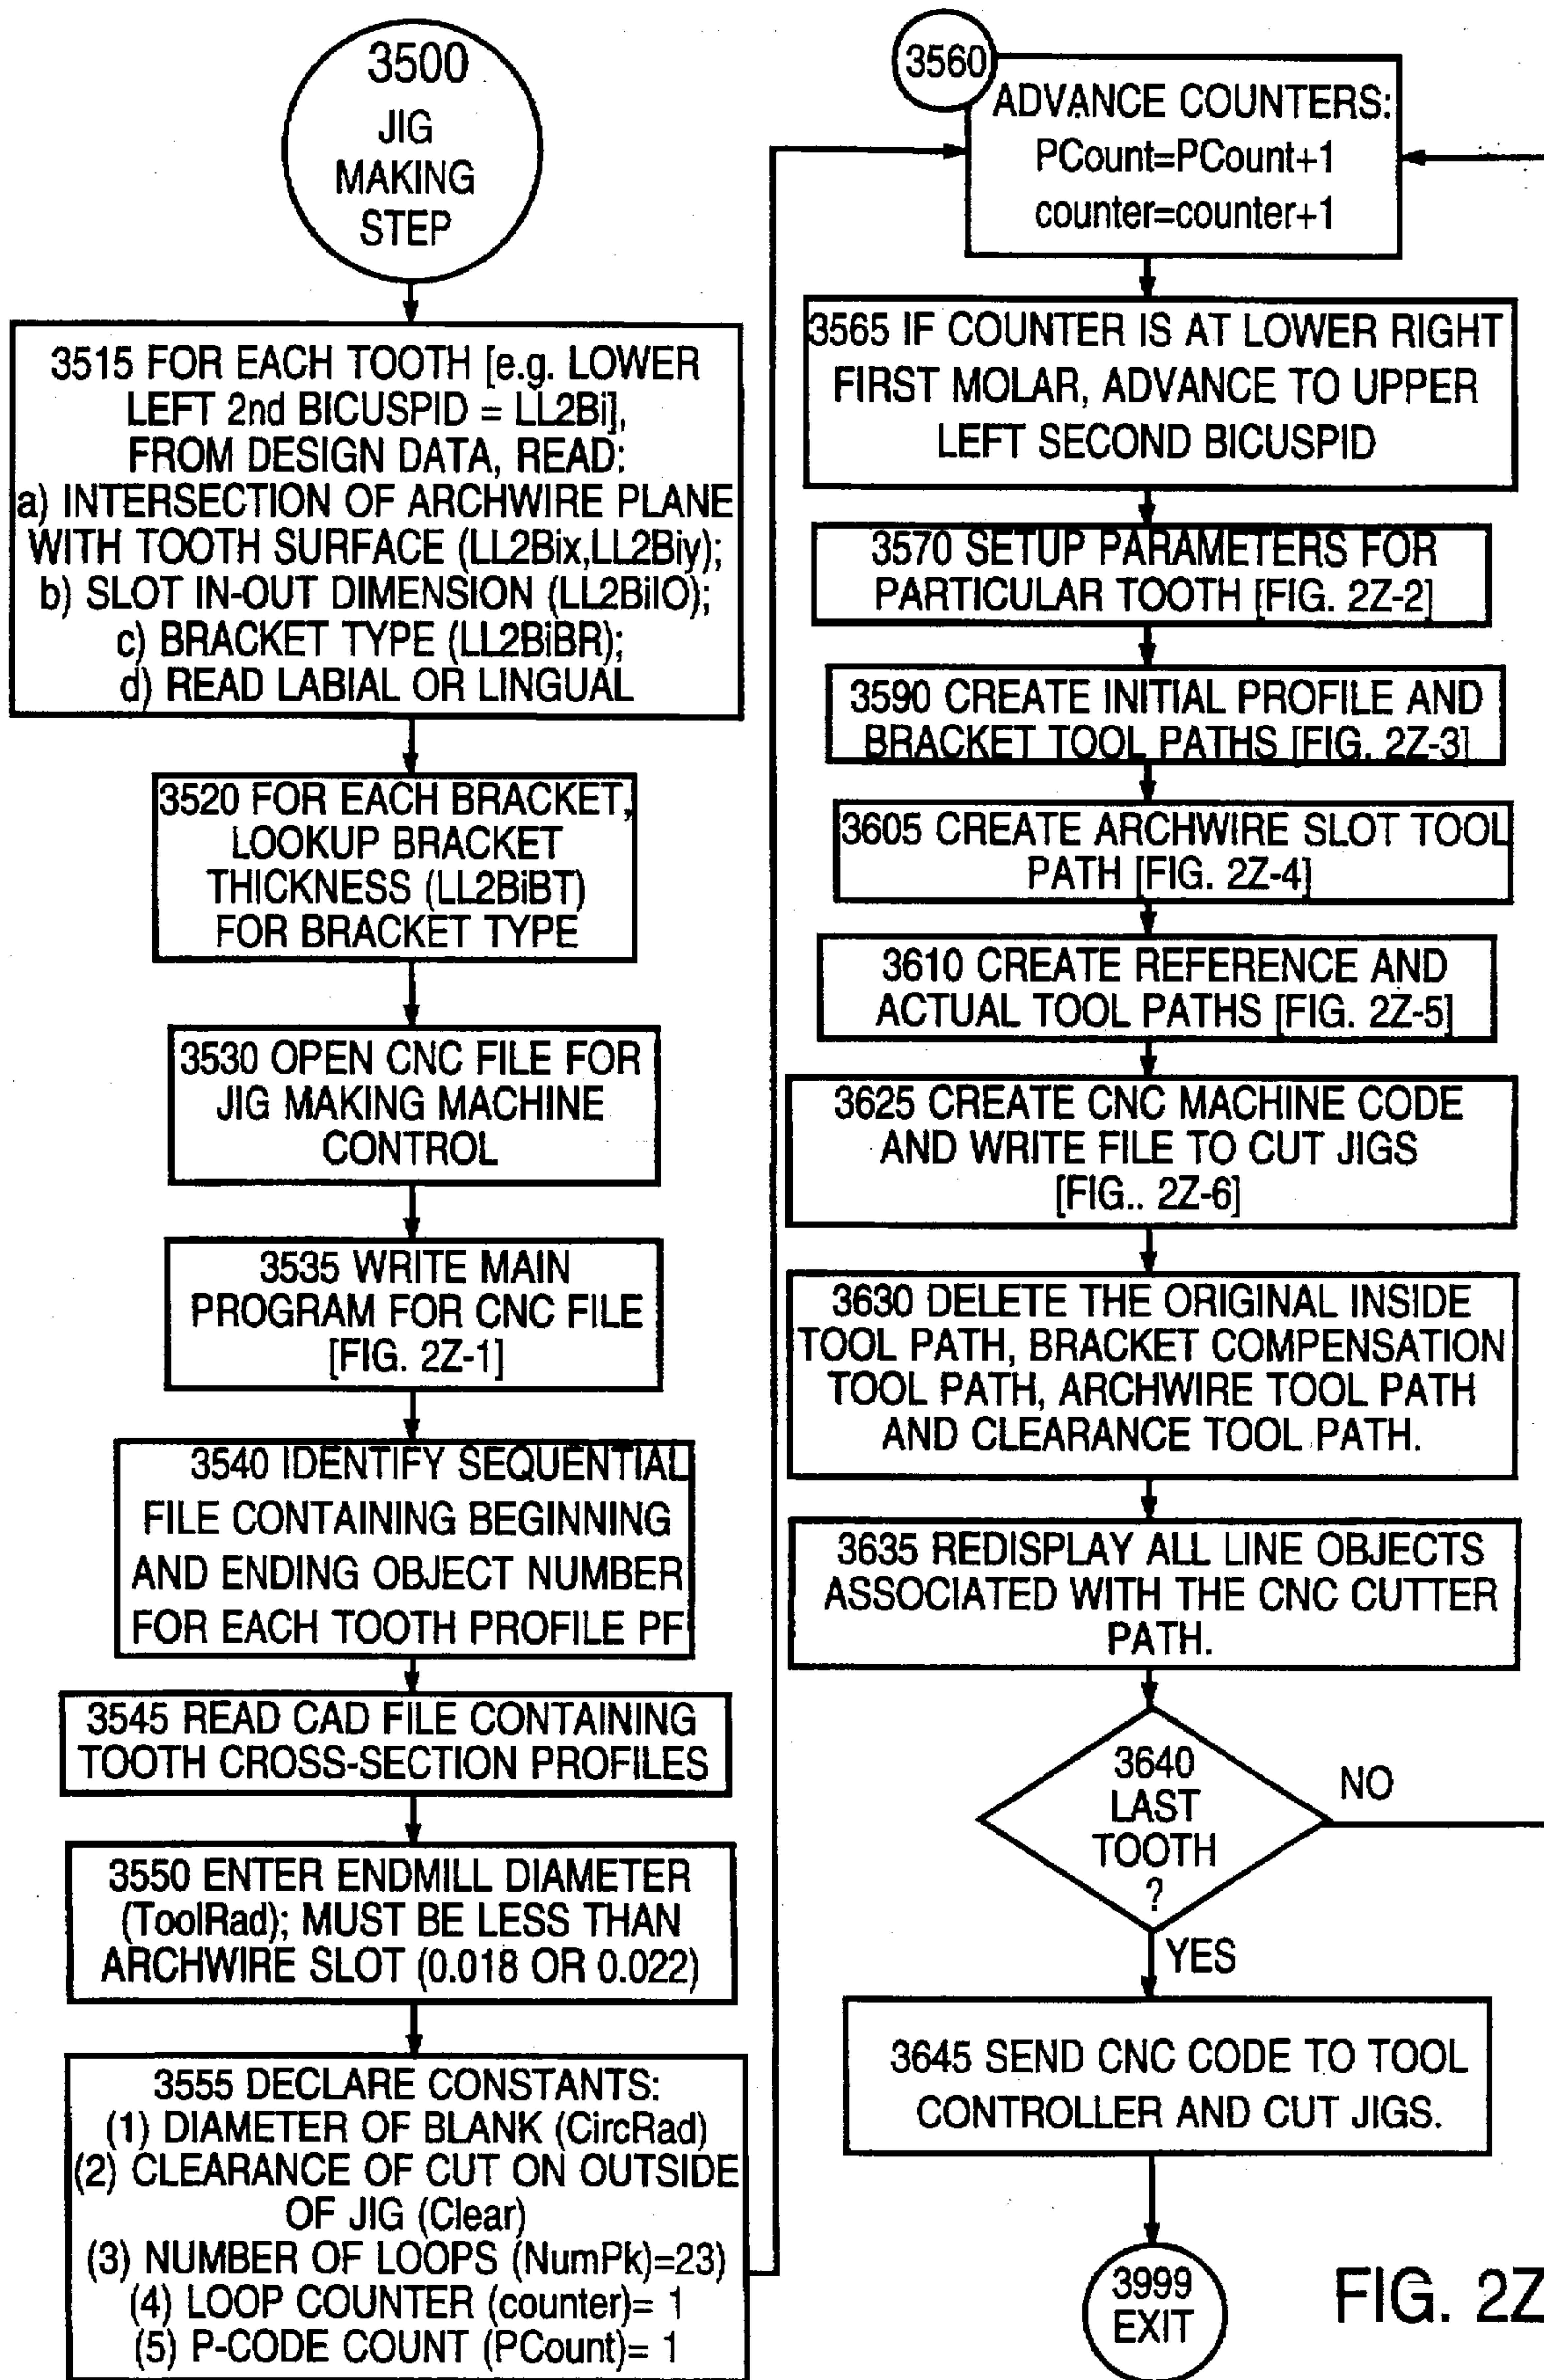 3500
JIG
MAKING
STEP
3515 FOR EACH TOOTH [e.g. LOWER
LEFT 2nd BICUSPID = LL2Bi],
FROM DESIGN DATA, READ:
a) INTERSECTION OF ARCHWIRE PLANE
WITH TOOTH SURFACE (LL2Bix,LL2Biy);
b) SLOT IN-OUT DIMENSION (LL2BiIO);
c) BRACKET TYPE (LL2BiBR);
d) READ LABIAL OR LINGUAL
3520 FOR EACH BRACKET,
LOOKUP BRACKET
THICKNESS (LL2BiBT)
FOR BRACKET TYPE
3530 OPEN CNC FILE FOR
JIG MAKING MACHINE
CONTROL
3535 WRITE MAIN
PROGRAM FOR CNC FILE
[FIG. 2Z-1]
3540 IDENTIFY SEQUENTIAL
FILE CONTAINING BEGINNING
AND ENDING OBJECT NUMBER
FOR EACH TOOTH PROFILE PF
3545 READ CAD FILE CONTAINING
TOOTH CROSS-SECTION PROFILES
3550 ENTER ENDMILL DIAMETER
(ToolRad); MUST BE LESS THAN
ARCHWIRE SLOT (0.018 OR 0.022)
3555 DECLARE CONSTANTS:
(1) DIAMETER OF BLANK (CircRad)
(2) CLEARANCE OF CUT ON OUTSIDE
OF JIG (Clear)
(3) NUMBER OF LOOPS (NumPk)=23)
(4) LOOP COUNTER (counter)= 1
(5) P-CODE COUNT (PCount)= 1
3560
ADVANCE COUNTERS:
PCount=PCount+1
counter=counter+1
3565 IF COUNTER IS AT LOWER RIGHT
FIRST MOLAR, ADVANCE TO UPPER
LEFT SECOND BICUSPID
3570 SETUP PARAMETERS FOR
PARTICULAR TOOTH [FIG. 2Z-2]
3590 CREATE INITIAL PROFILE AND
BRACKET TOOL PATHS [FIG. 2Z-3]
3605 CREATE ARCHWIRE SLOT TOOL
PATH [FIG. 2Z-4]
3610 CREATE REFERENCE AND
ACTUAL TOOL PATHS [FIG. 2Z-5]
3625 CREATE CNC MACHINE CODE
AND WRITE FILE TO CUT JIGS
[FIG.. 2Z-6]
3630 DELETE THE ORIGINAL INSIDE
TOOL PATH, BRACKET COMPENSATION
TOOL PATH, ARCHWIRE TOOL PATH
AND CLEARANCE TOOL PATH.
3635 REDISPLAY ALL LINE OBJECTS
ASSOCIATED WITH THE CNC CUTTER
PATH.
3640
LAST
TOOTH
?
NO
YES
3645 SEND CNC CODE TO TOOL
CONTROLLER AND CUT JIGS.
3999
EXIT
FIG. 2Z